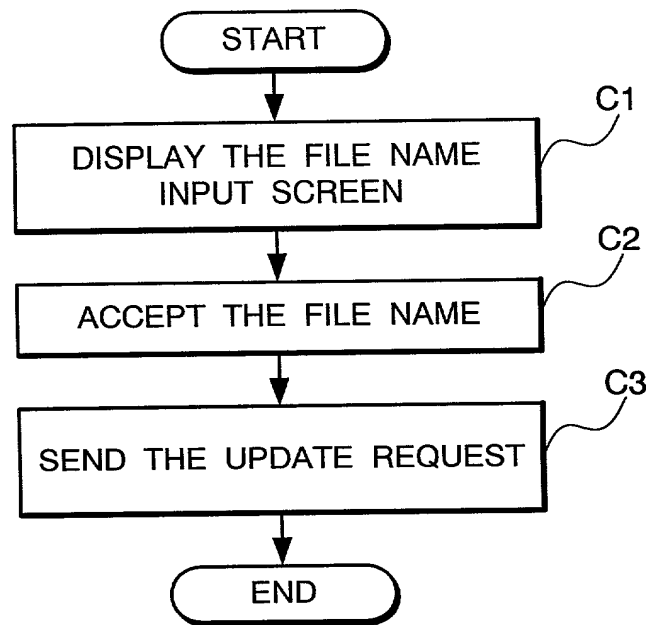 START
C1
DISPLAY THE FILE NAME
INPUT SCREEN
C2
ACCEPT THE FILE NAME
C3
SEND THE UPDATE REQUEST
END